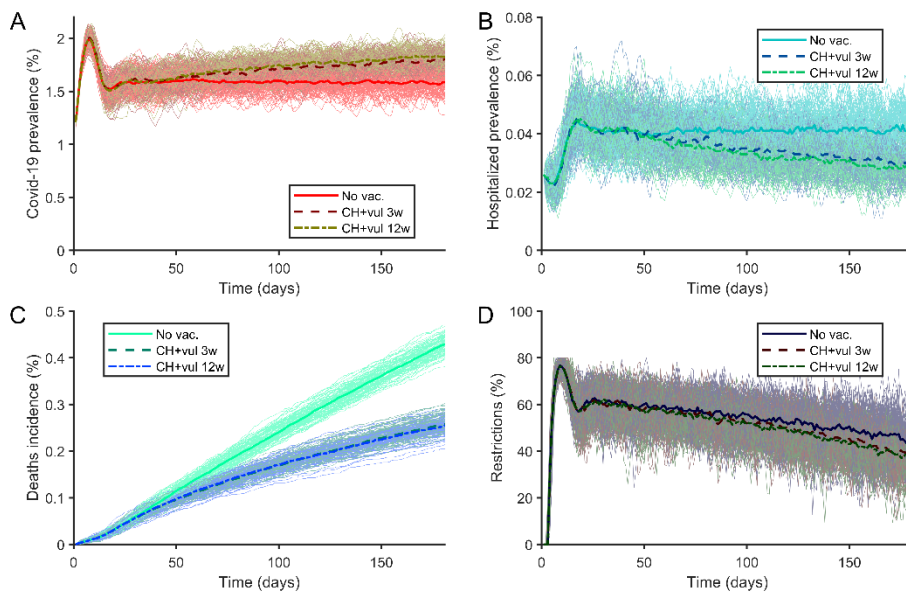 A
Covid-19 prevalence (%)
2
1.5
1
0.5
0
0
50
100
150
Time (days)
No vac.
CH+vul 3w
CH+vul 12w
B
Hospitalized prevalence (%)
0.08
0.06
0.04
0.02
0
0
50
100
150
Time (days)
No vac.
CH+vul 3w
CH+vul 12w
C
Deaths incidence (%)
0.5
0.4
0.3
0.2
0.1
0
0
50
100
150
Time (days)
No vac.
CH+vul 3w
CH+vul 12w
D
Restrictions (%)
100
80
60
40
20
0
0
50
100
150
Time (days)
No vac.
CH+vul 3w
CH+vul 12w